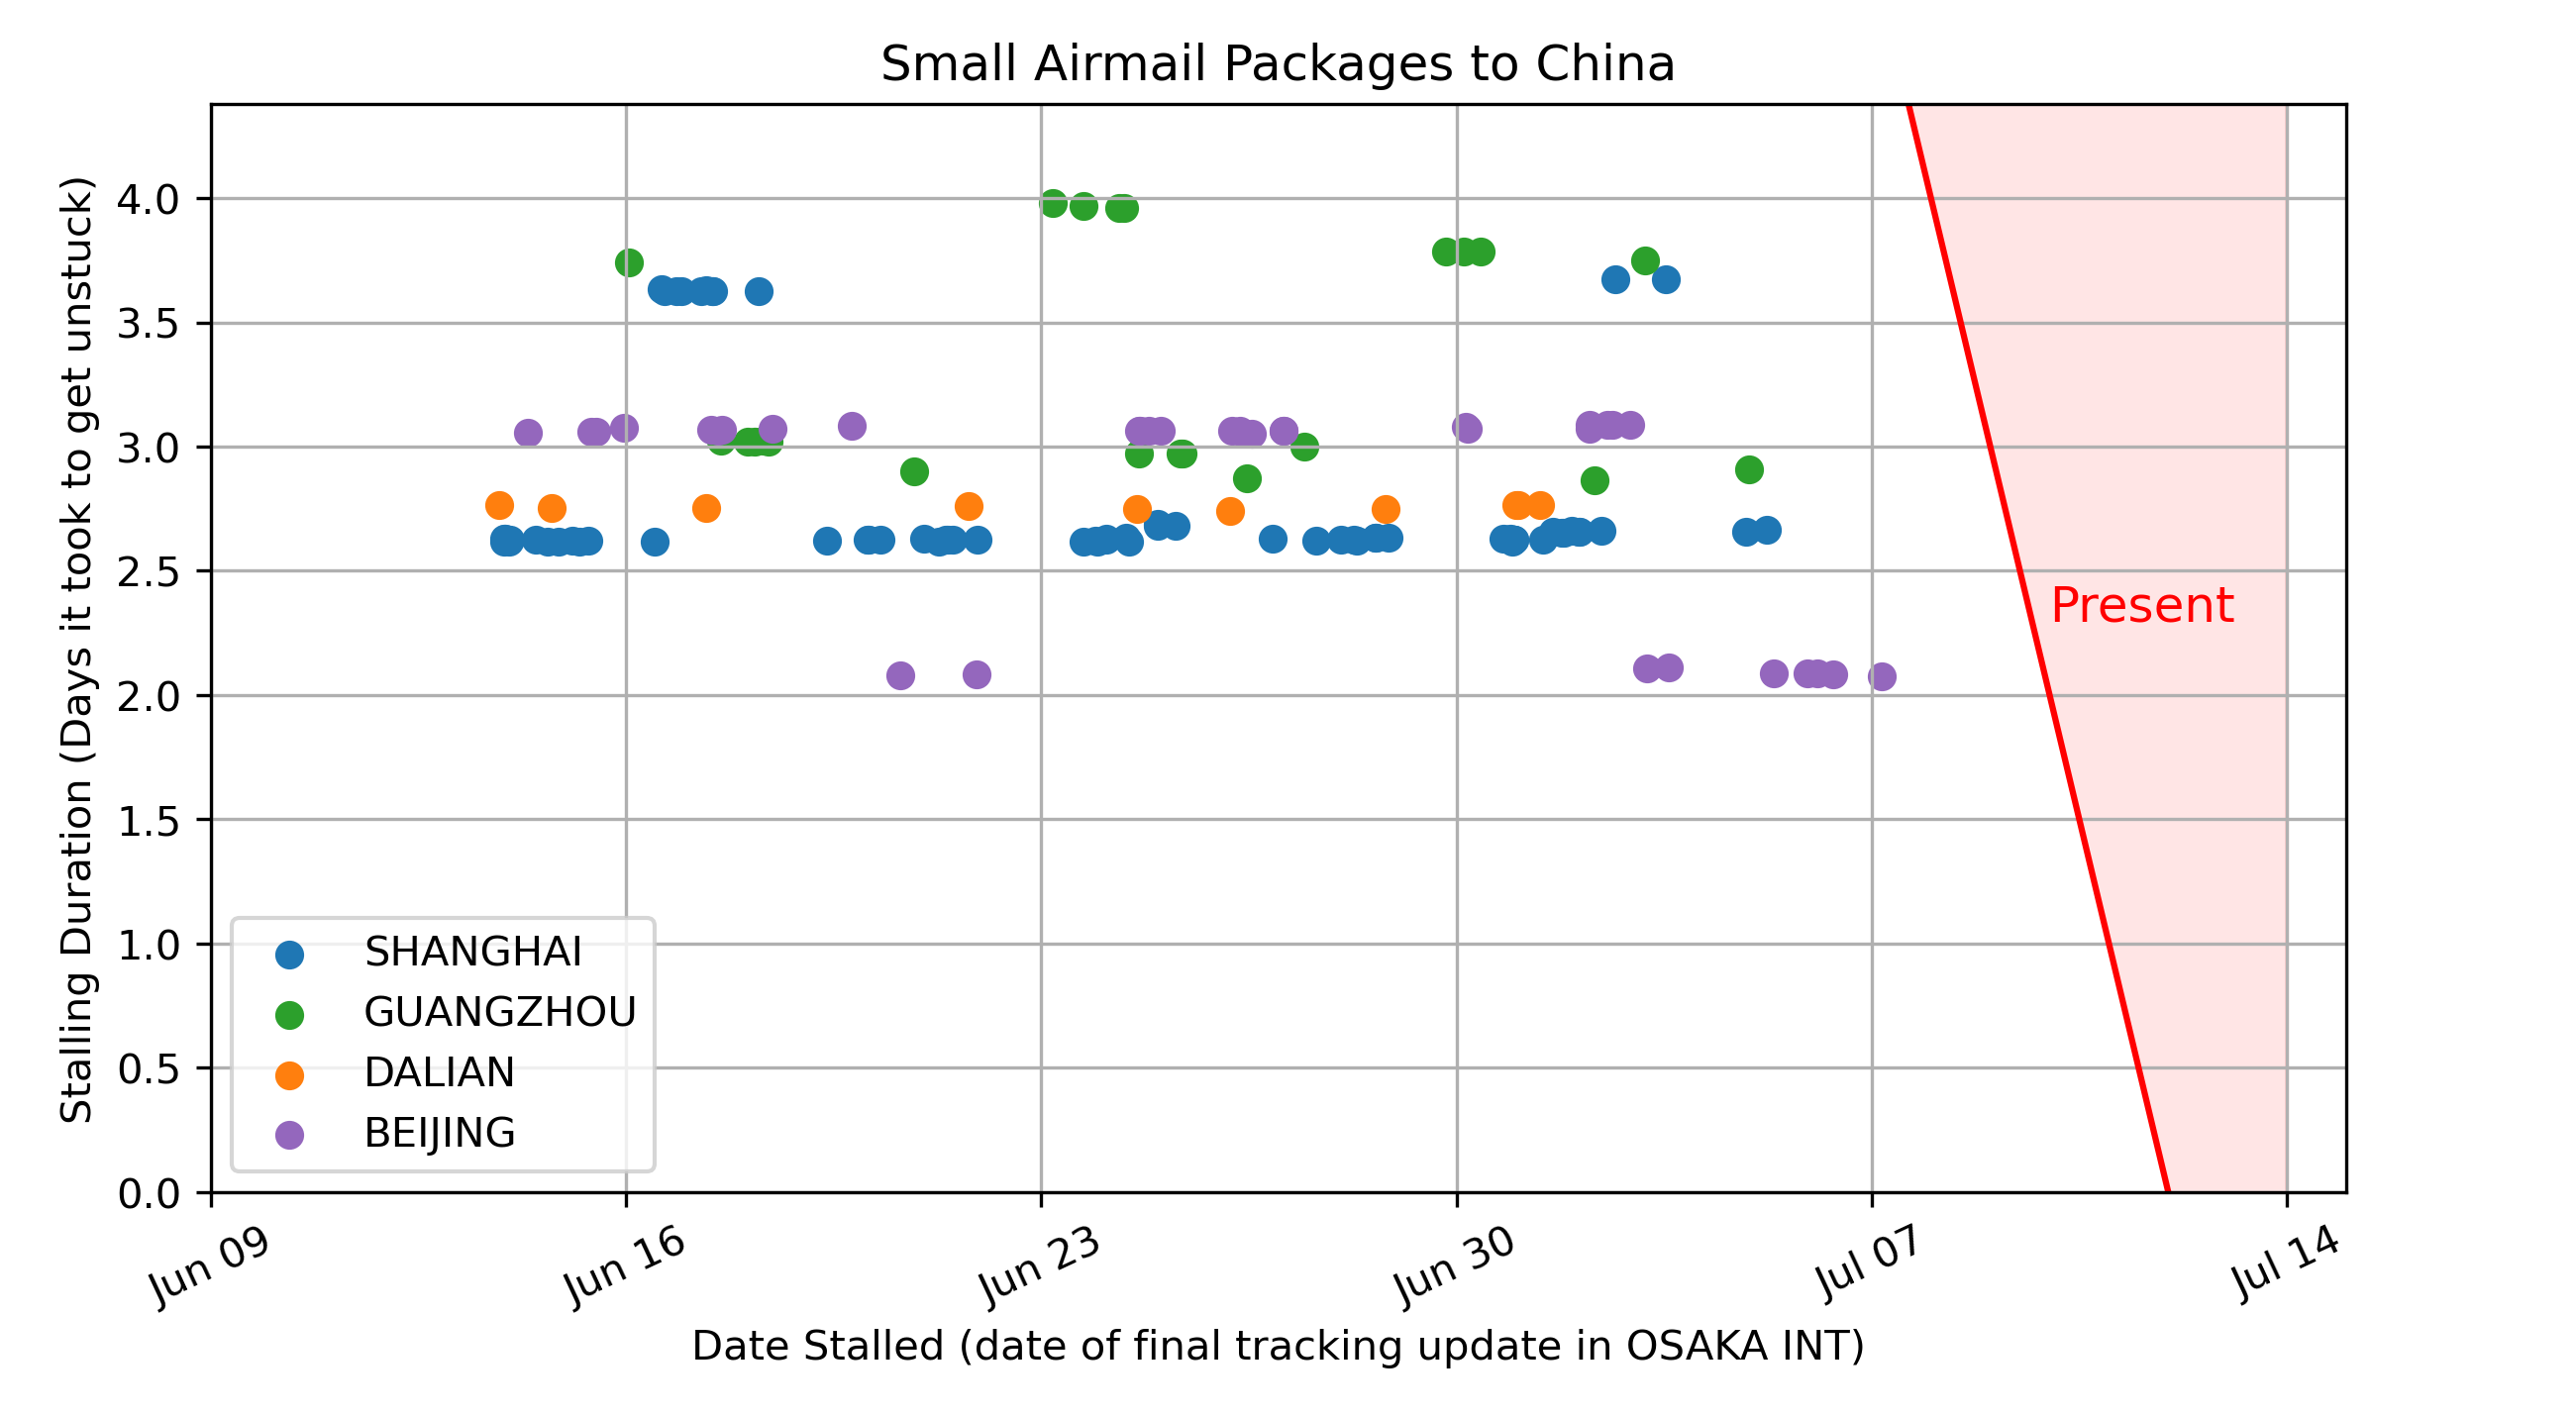 Small Airmail Packages to China
Stalling Duration (Days it took to get unstuck)
4.0
3.5
3.0
2.5
2.0
1.5
1.0
0.5
0.0
Present
SHANGHAI
GUANGZHOU
DALIAN
BEIJING
Jun 09
Jun 16
Jun 23
Jun 30
Jul 07
Jul 14
Date Stalled (date of final tracking update in OSAKA INT)